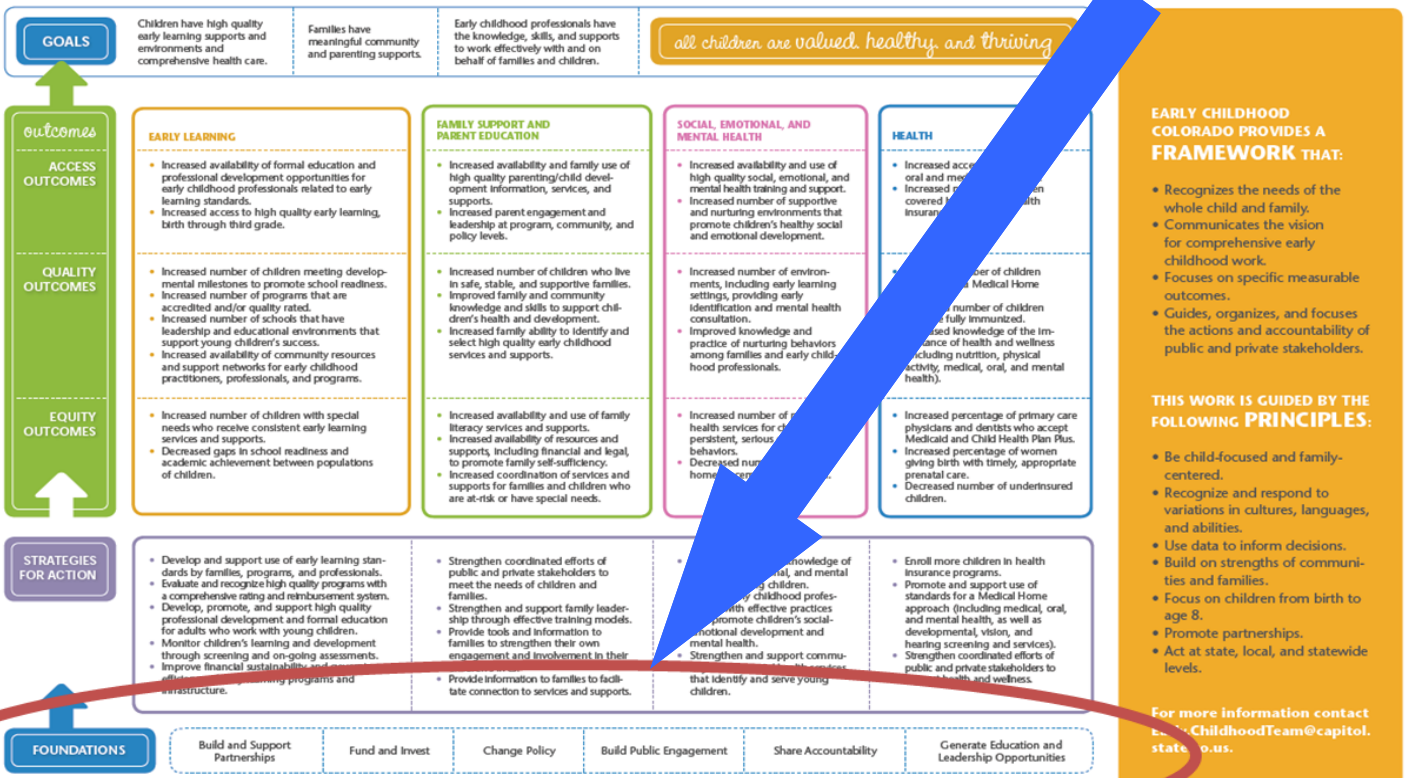 GOALS
Children have high quality
early learning supports and
environments and
comprehensive health care.
Families have
meaningful community
and parenting supports.
Early childhood professionals have
the knowledge, skills, and supports
to work effectively with and on
behalf of families and children.
all children are valued, healthy, and thriving
outcomes
ACCESS
OUTCOMES
QUALITY
OUTCOMES
EQUITY
OUTCOMES
EARLY LEARNING
• Increased availability of formal education and
professional development opportunities for
early childhood professionals related to early
learning standards.
• Increased access to high quality early learning,
birth through third grade.
• Increased number of children meeting develop-
mental milestones to promote school readiness.
• Increased number of programs that are
accredited and/or quality rated.
• Increased number of schools that have
leadership and educational environments that
support young children's success.
• Increased availability of community resources
and support networks for early childhood
practitioners, professionals, and programs.
• Increased number of children with special
needs who receive consistent early learning
services and supports.
• Decreased gaps in school readiness and
academic achievement between populations
of children.
FAMILY SUPPORT AND
PARENT EDUCATION
• Increased availability and family use of
high quality parenting/child devel-
opment information, services, and
supports.
• Increased parent engagement and
leadership at program, community, and
policy levels.
• Increased number of children who live
in safe, stable, and supportive families.
• Improved family and community
knowledge and skills to support chil-
dren's health and development.
• Increased family ability to identify and
select high quality early childhood
services and supports.
• Increased availability and use of family
literacy services and supports.
• Increased availability of resources and
supports, including financial and legal,
to promote family self-sufficiency.
• Increased coordination of services and
supports for families and children who
are at-risk or have special needs.
SOCIAL, EMOTIONAL, AND
MENTAL HEALTH
• Increased availability and use of
high quality social, emotional, and
mental health training and support.
• Increased number of supportive
and nurturing environments that
promote children's healthy social
and emotional development.
• Increased number of environ-
ments, including early learning
settings, providing early
identification and mental health
consultation.
• Improved knowledge and
practice of nurturing behaviors
among families and early child-
hood professionals.
• Increased number of
health services for
persistent, serious
behaviors.
• Decreased
HEALTH
• Increased
oral and
• Increased
covered
of children
a Medical Home
number of children
fully immunized.
knowledge of the im-
of health and wellness
nutrition, physical
activity, medical, oral, and mental
health).
• Increased percentage of primary care
physicians and dentists who accept
Medicaid and Child Health Plan Plus.
• Increased percentage of women
giving birth with timely, appropriate
prenatal care.
• Decreased number of underinsured
children.
STRATEGIES
FOR ACTION
• Develop and support use of early learning stan-
dards by families, programs, and professionals.
• Evaluate and recognize high quality programs with
a comprehensive rating and reimbursement system.
• Develop, promote, and support high quality
professional development and formal education
for adults who work with young children.
• Monitor children's learning and development
through screening and on-going assessments.
• Improve financial sustainability
programs and
infrastructure.
• Strengthen coordinated efforts of
public and private stakeholders to
meet the needs of children and
families.
• Strengthen and support family leader-
ship through effective training models.
• Provide tools and information to
families to strengthen their own
engagement and involvement in their
• Provide information to families to facili-
tate connection to services and supports.
knowledge of
and mental
children.
childhood profes-
with effective practices
promote children's social-
emotional development and
mental health.
• Strengthen and support commu-
that identify and serve young
children.
• Enroll more children in health
insurance programs.
• Promote and support use of
standards for a Medical Home
approach (including medical, oral,
and mental health, as well as
developmental, vision, and
hearing screening and services).
• Strengthen coordinated efforts of
public and private stakeholders to
health and wellness.
FOUNDATIONS
Build and Support
Partnerships
Fund and Invest
Change Policy
Build Public Engagement
Share Accountability
Generate Education and
Leadership Opportunities
EARLY CHILDHOOD
COLORADO PROVIDES A
FRAMEWORK THAT:
• Recognizes the needs of the
whole child and family.
• Communicates the vision
for comprehensive early
childhood work.
• Focuses on specific measurable
outcomes.
• Guides, organizes, and focuses
the actions and accountability of
public and private stakeholders.
THIS WORK IS GUIDED BY THE
FOLLOWING PRINCIPLES:
• Be child-focused and family-
centered.
• Recognize and respond to
variations in cultures, languages,
and abilities.
• Use data to inform decisions.
• Build on strengths of communi-
ties and families.
• Focus on children from birth to
age 8.
• Promote partnerships.
• Act at state, local, and statewide
levels.
For more information contact